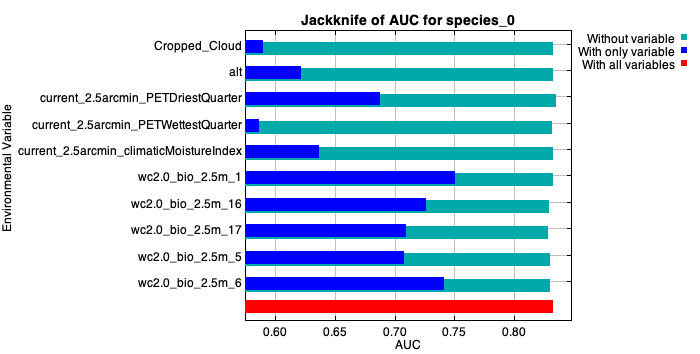 Jackknife of AUC for species_0
Without variable
With only variable
With all variables
Environmental Variable
Cropped_Cloud
alt
current_2.5arcmin_PETDriestQuarter
current_2.5arcmin_PETWettestQuarter
current_2.5arcmin_climaticMoistureIndex
wc2.0_bio_2.5m_1
wc2.0_bio_2.5m_16
wc2.0_bio_2.5m_17
wc2.0_bio_2.5m_5
wc2.0_bio_2.5m_6
0.60 0.65 0.70 0.75 0.80
AUC